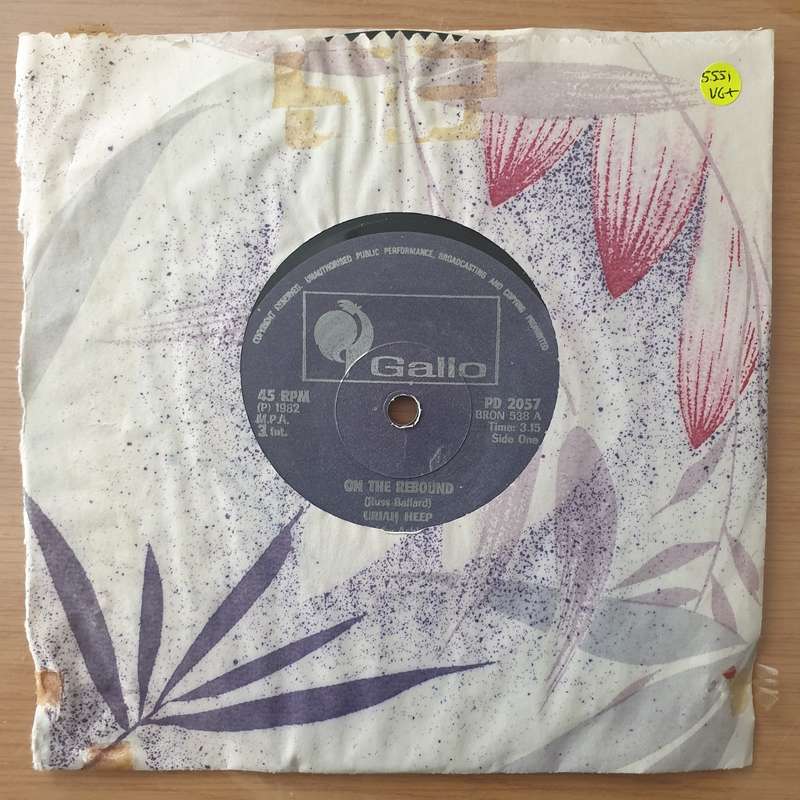 5551
VG+
COPYRIGHT RESERVED. UNAUTHORISED PUBLIC PERFORMANCE, BROADCASTING AND COPYING PROHIBITED
Gallo
45 RPM
(P) 1982
M.P.A.
3 Int.
PD 2057
BRON 538 A
Time: 3.15
Side One
ON THE REBOUND
(Russ Ballard)
URIAH HEEP